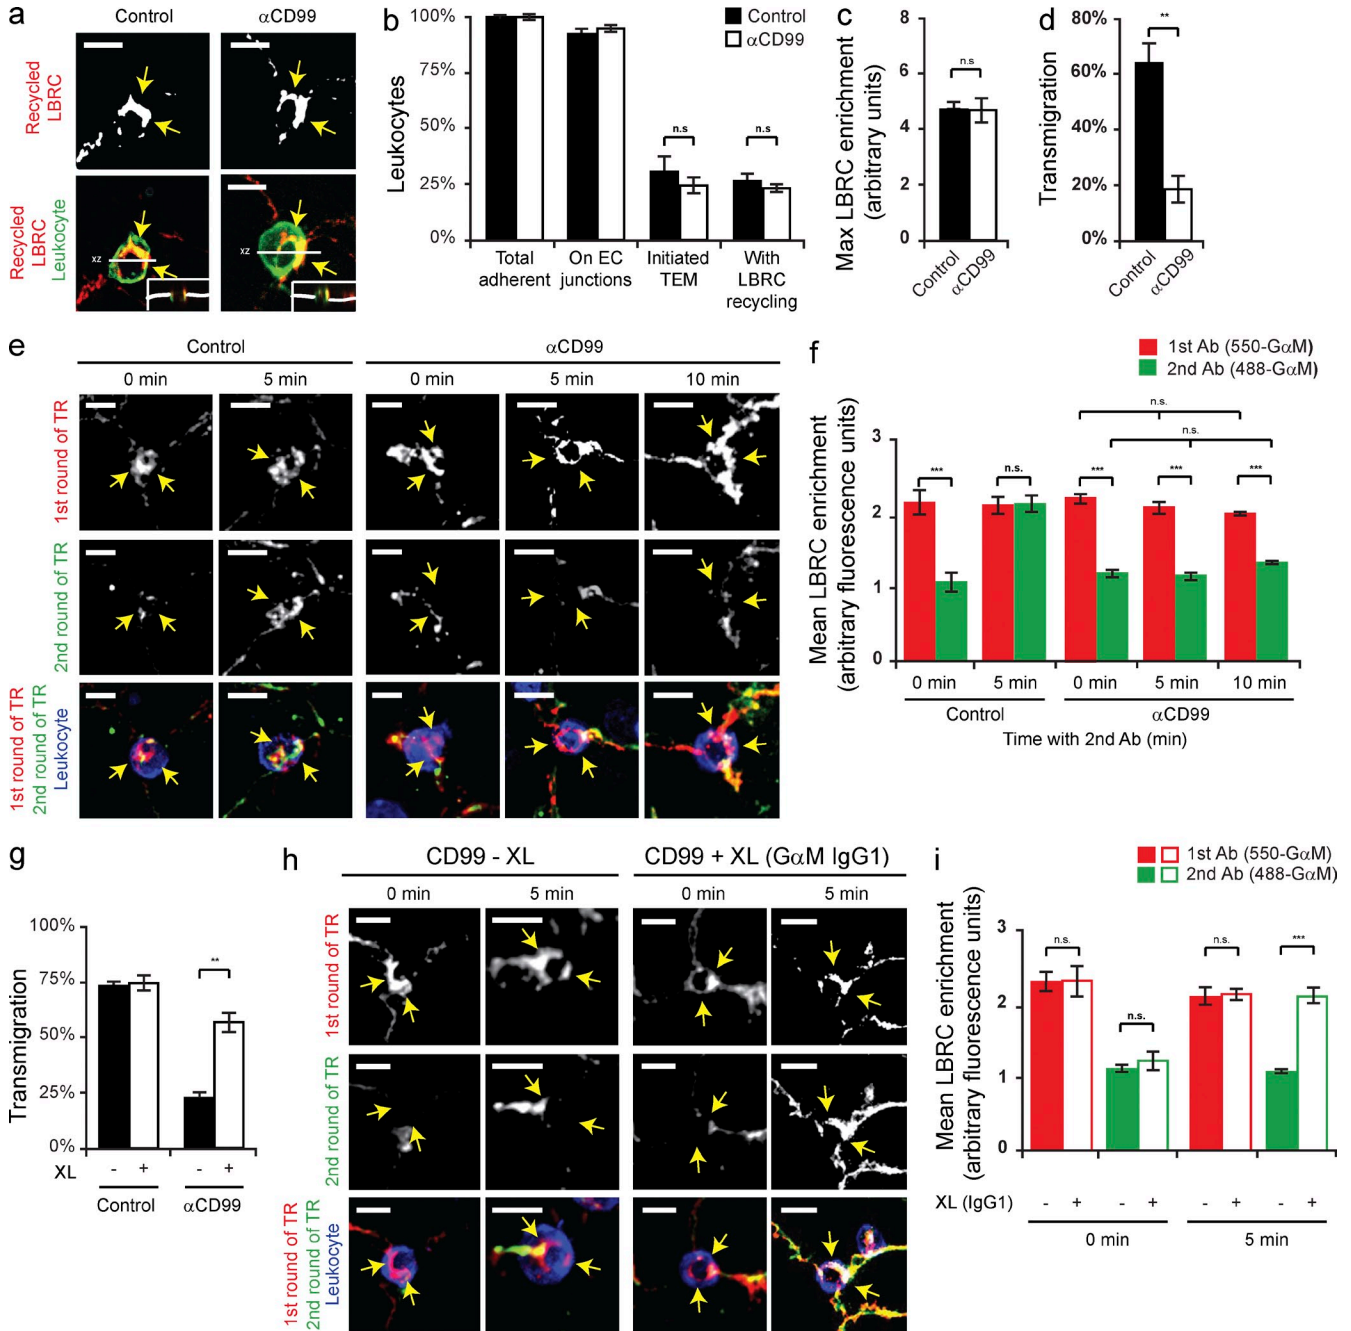 a
Control
αCD99
Recycled
LBRC
Recycled
LBRC
Leukocyte
xz
xz
b
Control
αCD99
Leukocytes
100%
75%
50%
25%
0%
n.s
n.s
Total
adherent
On EC
junctions
Initiated
TEM
With
LBRC
recycling
c
Max LBRC enrichment
(arbitrary units)
8
6
4
2
0
n.s
Control
αCD99
d
Transmigration
80%
60%
40%
20%
0%
**
Control
αCD99
e
Control
αCD99
0 min
5 min
0 min
5 min
10 min
1st round of TR
2nd round of TR
1st round of TR
2nd round of TR
Leukocyte
f
1st Ab (550-GαM)
2nd Ab (488-GαM)
Mean LBRC enrichment
(arbitrary fluorescence units)
3
2
1
0
n.s.
n.s.
***
n.s.
***
***
***
0 min
5 min
0 min
5 min
10 min
Control
αCD99
Time with 2nd Ab (min)
g
Transmigration
100%
75%
50%
25%
0%
**
XL
-
+
-
+
Control
αCD99
h
CD99 - XL
CD99 + XL (GαM IgG1)
0 min
5 min
0 min
5 min
1st round of TR
2nd round of TR
1st round of TR
2nd round of TR
Leukocyte
i
1st Ab (550-GαM)
2nd Ab (488-GαM)
Mean LBRC enrichment
(arbitrary fluorescence units)
3
2
1
0
n.s.
n.s.
n.s.
***
XL (IgG1)
-
+
-
+
-
+
-
+
0 min
5 min